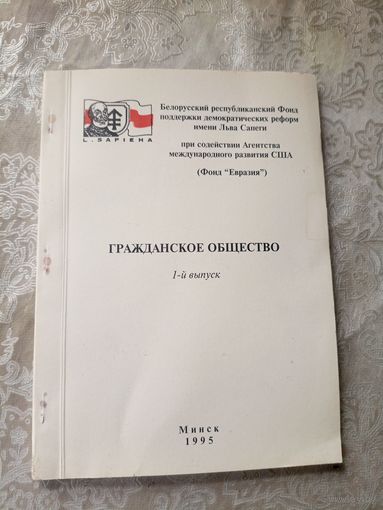 L. SAPIEHA
Белорусский республиканский Фонд
поддержки демократических реформ
имени Льва Сапеги
при содействии Агентства
международного развития США
(Фонд "Евразия")
ГРАЖДАНСКОЕ ОБЩЕСТВО
1-й выпуск
Минск
1995